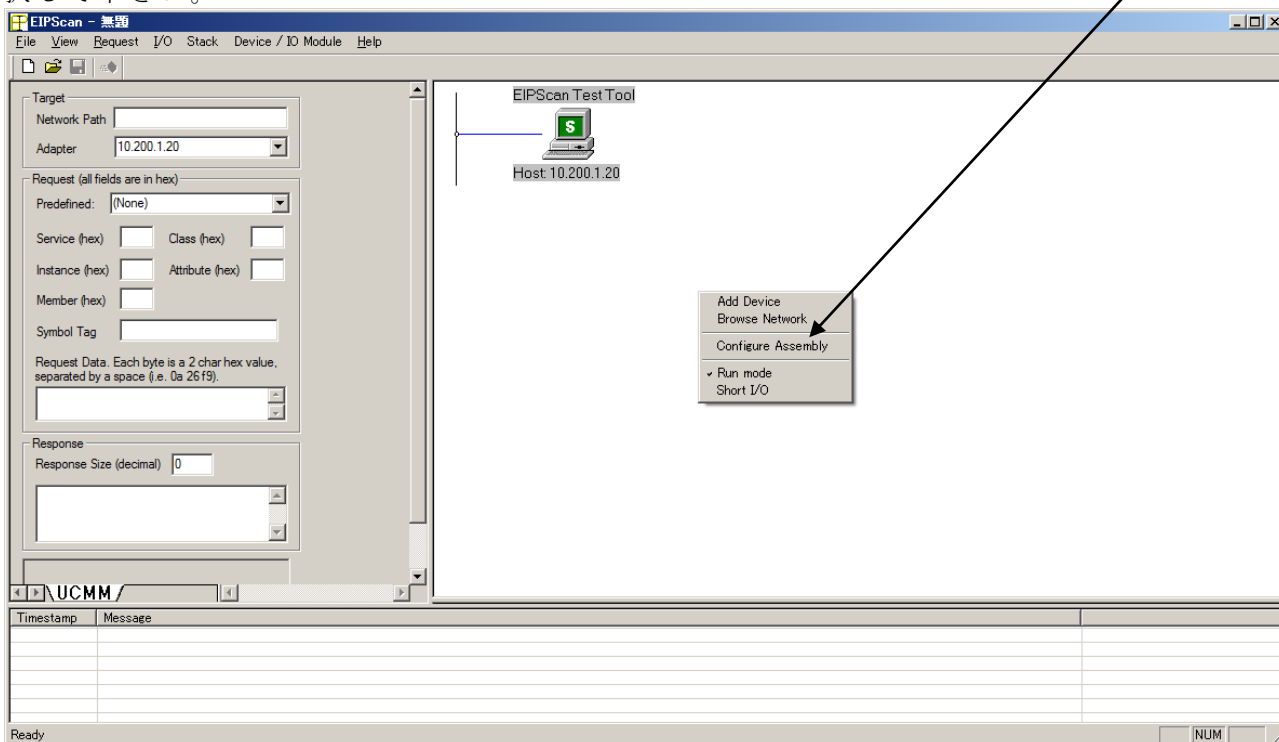 EIPScan - 無題
File View Request I/O Stack Device / IO Module Help
Target
Network Path
Adapter 10.200.1.20
Request (all fields are in hex)
Predefined: (None)
Service (hex) Class (hex)
Instance (hex) Attribute (hex)
Member (hex)
Symbol Tag
Request Data. Each byte is a 2 char hex value,
separated by a space (i.e. 0a 26 f9).
Response
Response Size (decimal) 0
UCMM
EIPScan Test Tool
S
Host: 10.200.1.20
Add Device
Browse Network
Configure Assembly
Run mode
Short I/O
Timestamp Message
Ready NUM